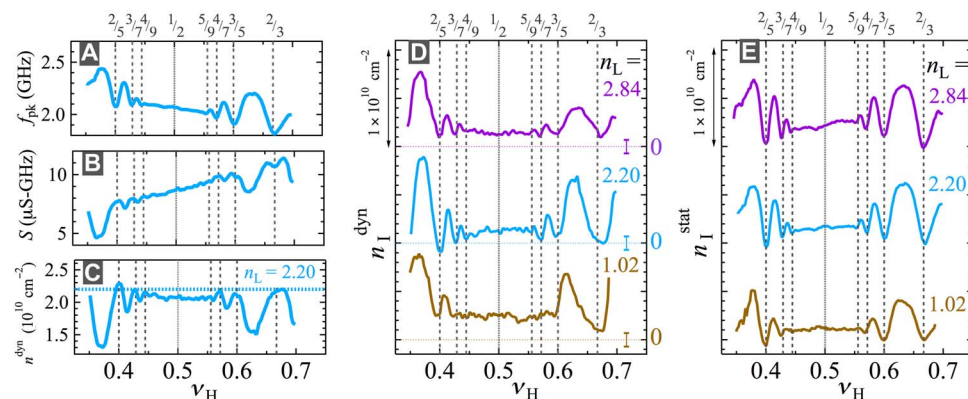 2/5 3/7 4/9 1/2 5/9 4/7 3/5 2/3
A
f_pk (GHz)
2.5
2.0
B
S (μS-GHz)
10
5
C
n^dyn (10^10 cm^−2)
n_L = 2.20
2.5
2.0
1.5
0.4 0.5 0.6 0.7
ν_H
2/5 3/7 4/9 1/2 5/9 4/7 3/5 2/3
D
n_L =
1 × 10^10 cm^−2
2.84
0
2.20
n_I^dyn
0
1.02
0
0.4 0.5 0.6 0.7
ν_H
2/5 3/7 4/9 1/2 5/9 4/7 3/5 2/3
E
n_L =
1 × 10^10 cm^−2
2.84
2.20
n_I^stat
1.02
0.4 0.5 0.6 0.7
ν_H